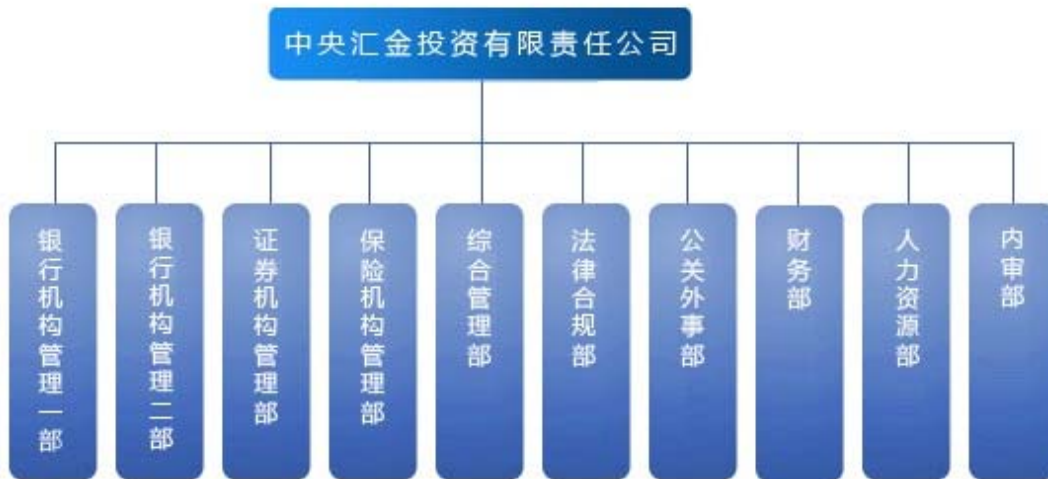 中央汇金投资有限责任公司
银行机构管理一部
银行机构管理二部
证券机构管理部
保险机构管理部
综合管理部
法律合规部
公关外事部
财务部
人力资源部
内审部